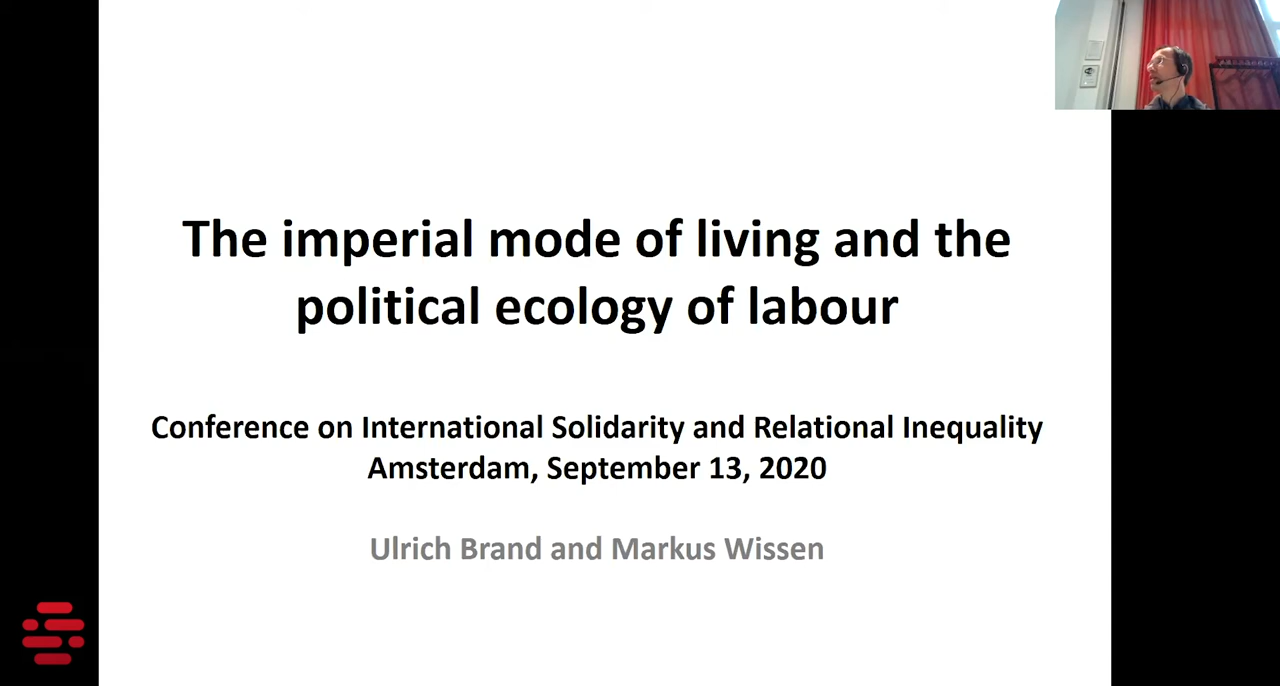 The imperial mode of living and the
political ecology of labour
Conference on International Solidarity and Relational Inequality
Amsterdam, September 13, 2020
Ulrich Brand and Markus Wissen